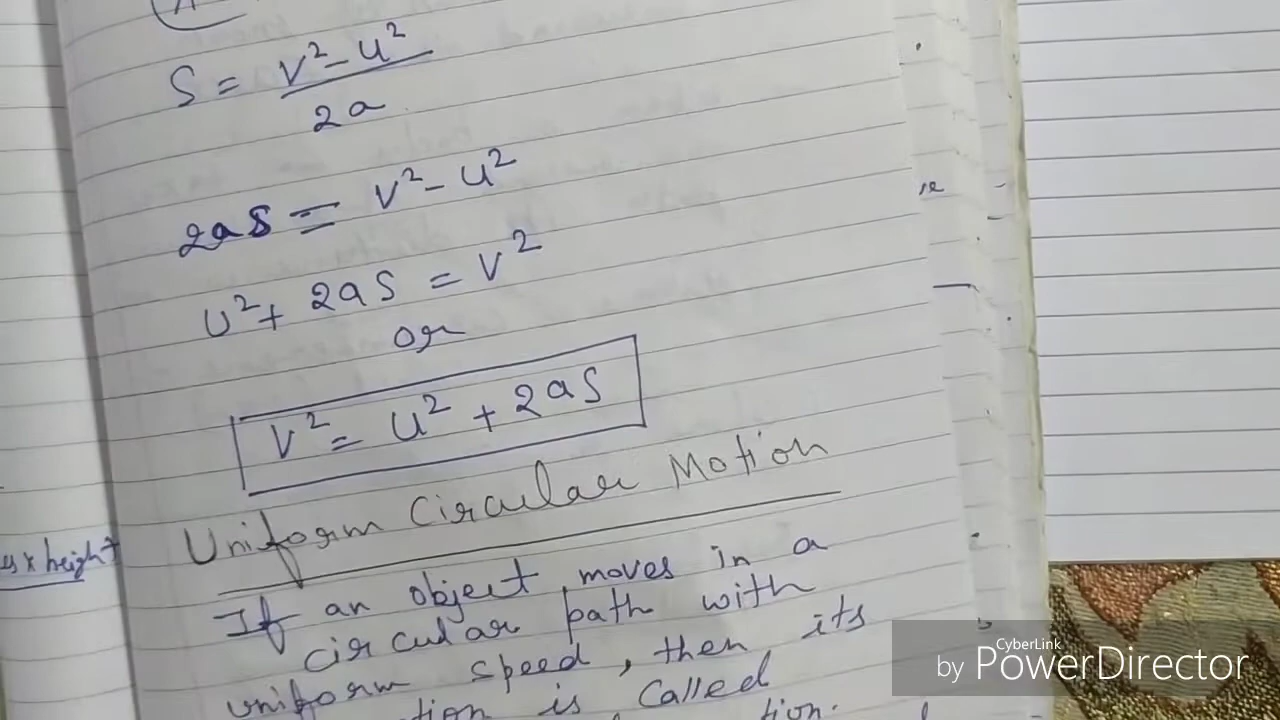 S = v²-u² / 2a
2as = v²-u²
u²+ 2as = v²
or
v² = u² + 2as
Uniform Circular Motion
If an object moves in a
circular path with
uniform speed, then its
is called
x height
CyberLink
by PowerDirector